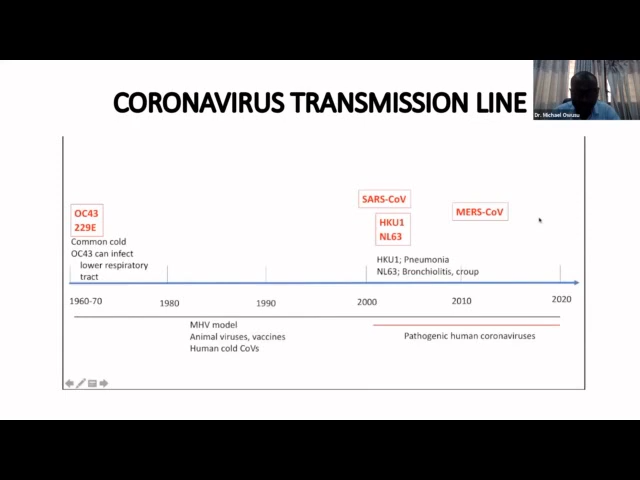 CORONAVIRUS TRANSMISSION LINE
Dr. Michael Owusu
SARS-CoV
OC43
229E
HKU1
NL63
MERS-CoV
Common cold
OC43 can infect
lower respiratory
tract
HKU1; Pneumonia
NL63; Bronchiolitis, croup
1960-70 1980 1990 2000 2010 2020
MHV model
Animal viruses, vaccines
Human cold CoVs
Pathogenic human coronaviruses